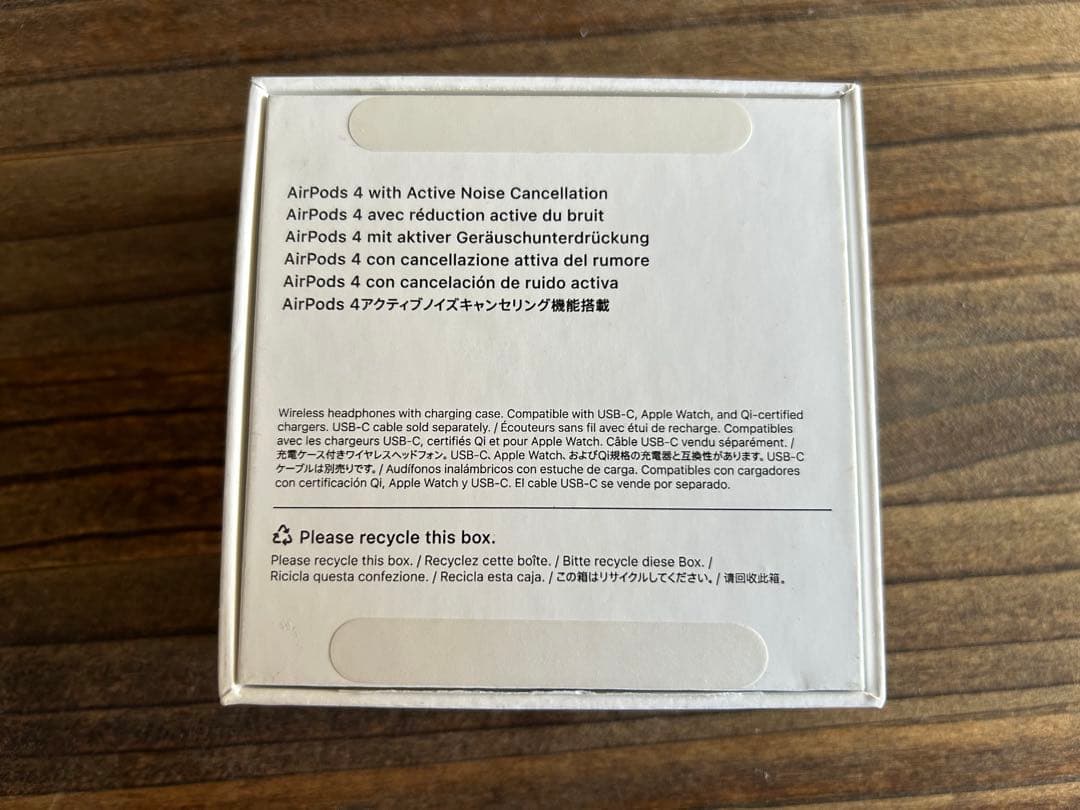 AirPods 4 with Active Noise Cancellation
AirPods 4 avec réduction active du bruit
AirPods 4 mit aktiver Geräuschunterdrückung
AirPods 4 con cancellazione attiva del rumore
AirPods 4 con cancelación de ruido activa
AirPods 4アクティブノイズキャンセリング機能搭載
Wireless headphones with charging case. Compatible with USB-C, Apple Watch, and Qi-certified
chargers. USB-C cable sold separately. / Écouteurs sans fil avec étui de recharge. Compatibles
avec les chargeurs USB-C, certifiés Qi et pour Apple Watch. Câble USB-C vendu séparément. /
充電ケース付きワイヤレスヘッドフォン。USB-C、Apple Watch、およびQi規格の充電器と互換性があります。USB-C
ケーブルは別売りです。/ Audífonos inalámbricos con estuche de carga. Compatibles con cargadores
con certificación Qi, Apple Watch y USB-C. El cable USB-C se vende por separado.
Please recycle this box.
Please recycle this box. / Recyclez cette boîte. / Bitte recycle diese Box. /
Ricicla questa confezione. / Recicla esta caja. / この箱はリサイクルしてください。/ 请回收此箱。